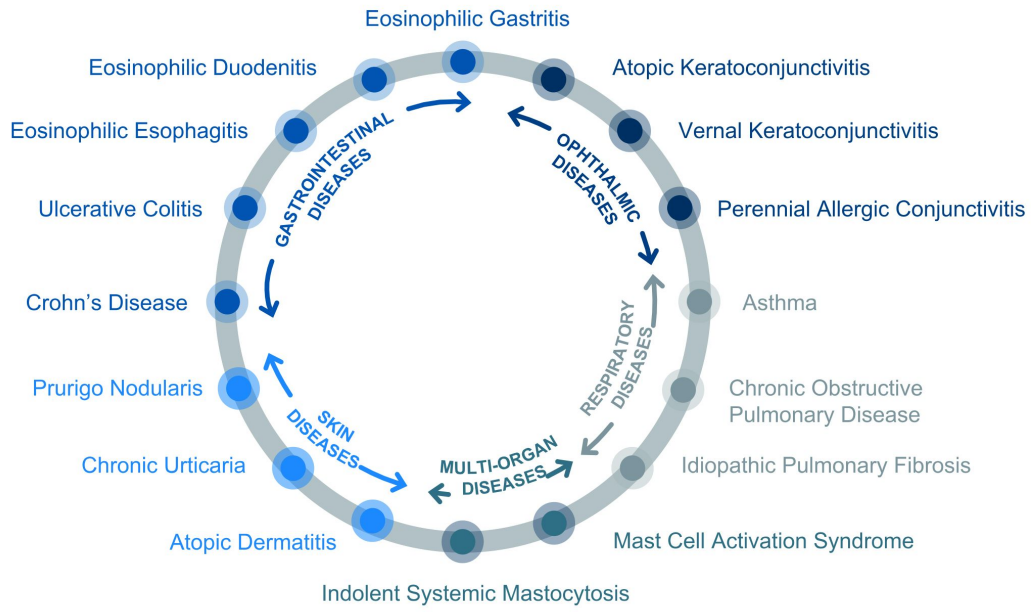 Eosinophilic Gastritis
Eosinophilic Duodenitis
Atopic Keratoconjunctivitis
Eosinophilic Esophagitis
Vernal Keratoconjunctivitis
Ulcerative Colitis
Perennial Allergic Conjunctivitis
Crohn’s Disease
Asthma
Prurigo Nodularis
Chronic Obstructive
Pulmonary Disease
Chronic Urticaria
Idiopathic Pulmonary Fibrosis
Atopic Dermatitis
Mast Cell Activation Syndrome
Indolent Systemic Mastocytosis
GASTROINTESTINAL
DISEASES
OPHTHALMIC
DISEASES
RESPIRATORY
DISEASES
SKIN
DISEASES
MULTI-ORGAN
DISEASES